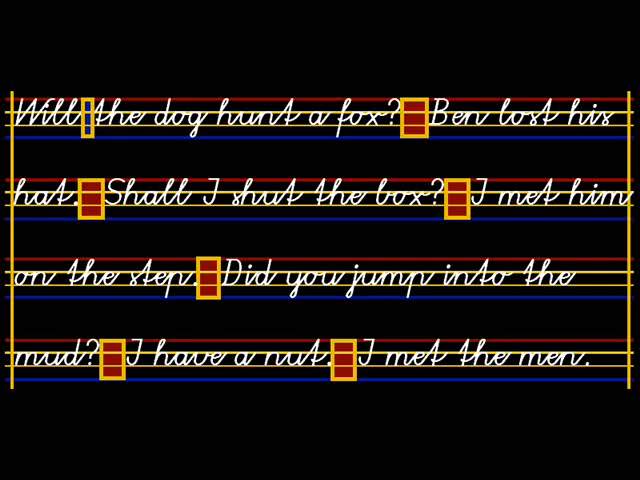 Will the dog hunt a fox? Ben lost his
hat. Shall I shut the box? I met him
on the step. Did you jump into the
mud? I have a nut. I met the men.